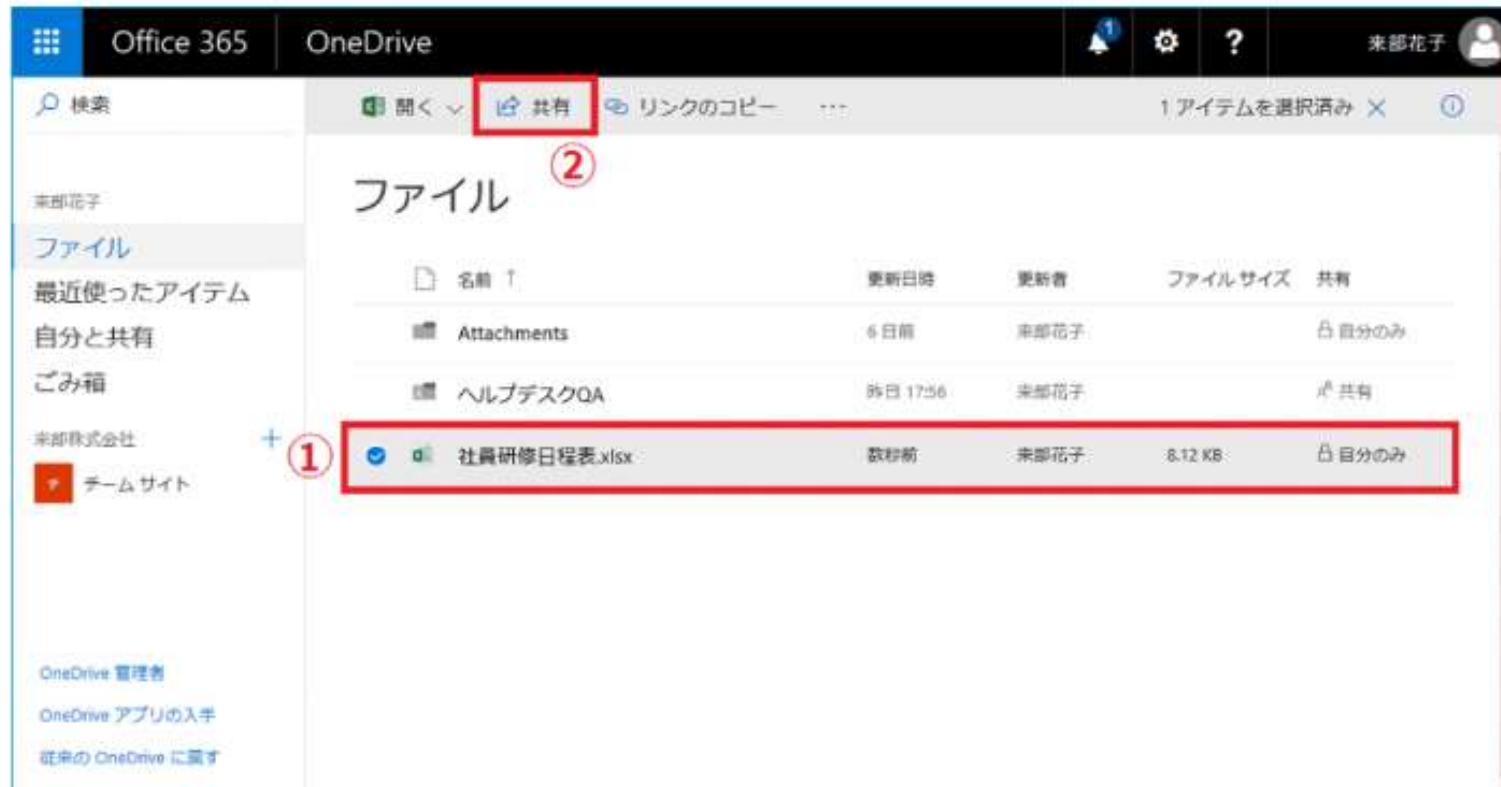 Office 365
OneDrive
1
?
来部花子
検索
開く
共有
リンクのコピー
...
1 アイテムを選択済み
②
来部花子
ファイル
ファイル
最近使ったアイテム
自分と共有
ごみ箱
来部株式会社
チーム サイト
名前 ↑ 更新日時 更新者 ファイル サイズ 共有
Attachments 6 日前 来部花子 自分のみ
ヘルプデスクQA 昨日 17:56 来部花子 共有
① 社員研修日程表.xlsx 数秒前 来部花子 8.12 KB 自分のみ
OneDrive 管理者
OneDrive アプリの入手
従来の OneDrive に戻す